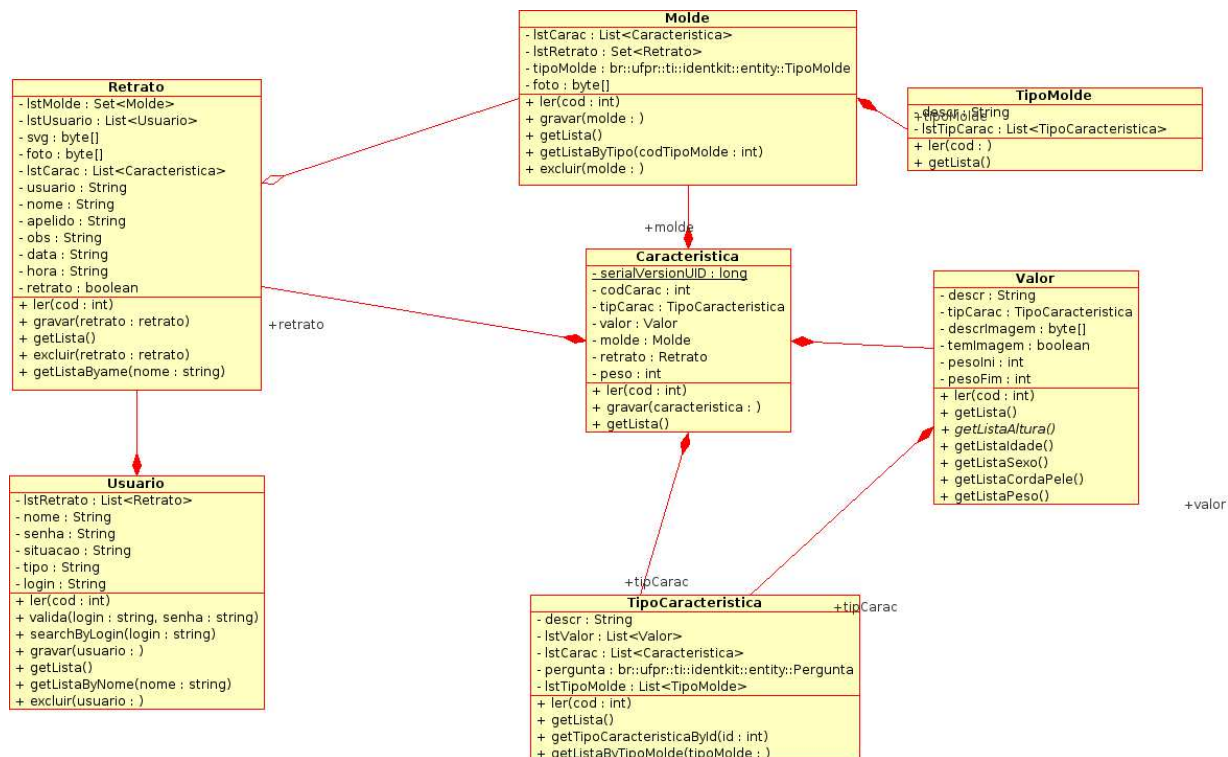 Molde
- lstCarac : List<Caracteristica>
- lstRetrato : Set<Retrato>
- tipoMolde : br::ufpr::ti::identkit::entity::TipoMolde
- foto : byte[]
+ ler(cod : int)
+ gravar(molde : )
+ getLista()
+ getListaByTipo(codTipoMolde : int)
+ excluir(molde : )
Retrato
- lstMolde : Set<Molde>
- lstUsuario : List<Usuario>
- svg : byte[]
- foto : byte[]
- lstCarac : List<Caracteristica>
- usuario : String
- nome : String
- apelido : String
- obs : String
- data : String
- hora : String
- retrato : boolean
+ ler(cod : int)
+ gravar(retrato : retrato)
+ getLista()
+ excluir(retrato : retrato)
+ getListaByame(nome : string)
TipoMolde
- descr : String
+tipoMolde
- lstTipCarac : List<TipoCaracteristica>
+ ler(cod : )
+ getLista()
+molde
+retrato
Caracteristica
- serialVersionUID : long
- codCarac : int
- tipCarac : TipoCaracteristica
- valor : Valor
- molde : Molde
- retrato : Retrato
- peso : int
+ ler(cod : int)
+ gravar(caracteristica : )
+ getLista()
Valor
- descr : String
- tipCarac : TipoCaracteristica
- descrImagem : byte[]
- temImagem : boolean
- pesoIni : int
- pesoFim : int
+ ler(cod : int)
+ getLista()
+ getListaAltura()
+ getListaIdade()
+ getListaSexo()
+ getListaCordaPele()
+ getListaPeso()
+valor
Usuario
- lstRetrato : List<Retrato>
- nome : String
- senha : String
- situacao : String
- tipo : String
- login : String
+ ler(cod : int)
+ valida(login : string, senha : string)
+ searchByLogin(login : string)
+ gravar(usuario : )
+ getLista()
+ getListaByNome(nome : string)
+ excluir(usuario : )
+tipCarac
+tipCarac
TipoCaracteristica
- descr : String
- lstValor : List<Valor>
- lstCarac : List<Caracteristica>
- pergunta : br::ufpr::ti::identkit::entity::Pergunta
- lstTipoMolde : List<TipoMolde>
+ ler(cod : int)
+ getLista()
+ getTipoCaracteristicaById(id : int)
+ getListaByTipoMolde(tipoMolde : )